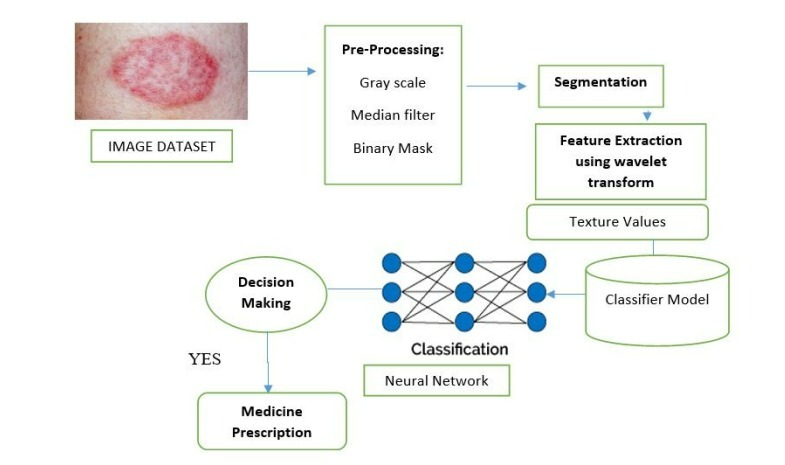 IMAGE DATASET
Pre-Processing:
Gray scale
Median filter
Binary Mask
Segmentation
Feature Extraction
using wavelet
transform
Texture Values
Classifier Model
Classification
Neural Network
Decision
Making
YES
Medicine
Prescription